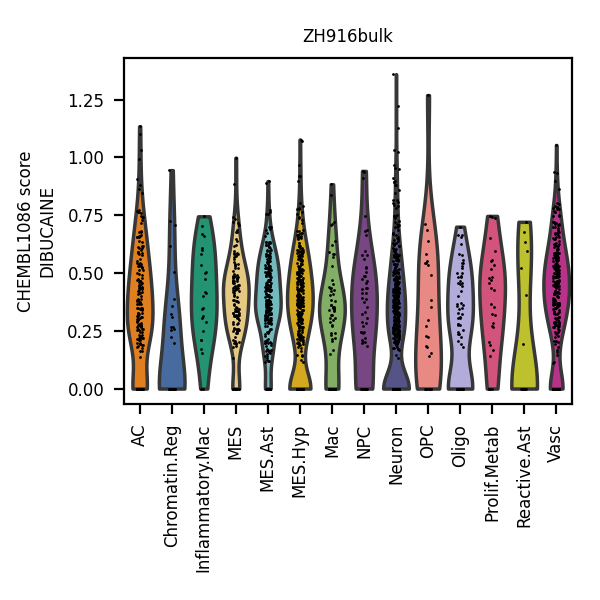 ZH916bulk
CHEMBL1086 score
DIBUCAINE
1.25
1.00
0.75
0.50
0.25
0.00
AC
Chromatin.Reg
Inflammatory.Mac
MES
MES.Ast
MES.Hyp
Mac
NPC
Neuron
OPC
Oligo
Prolif.Metab
Reactive.Ast
Vasc